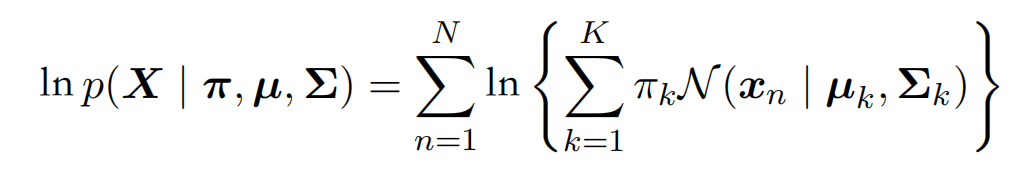 ln p(X | π, μ, Σ) = ∑_{n=1}^{N} ln { ∑_{k=1}^{K} π_k 𝒩(x_n | μ_k, Σ_k) }